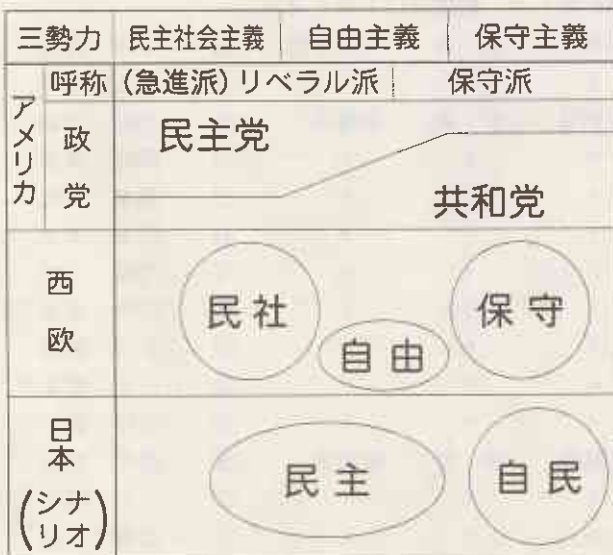 三勢力 民主社会主義 自由主義 保守主義
アメリカ
呼称 (急進派)リベラル派 保守派
政党 民主党 共和党
西欧 民社 自由 保守
日本(シナリオ) 民主 自民